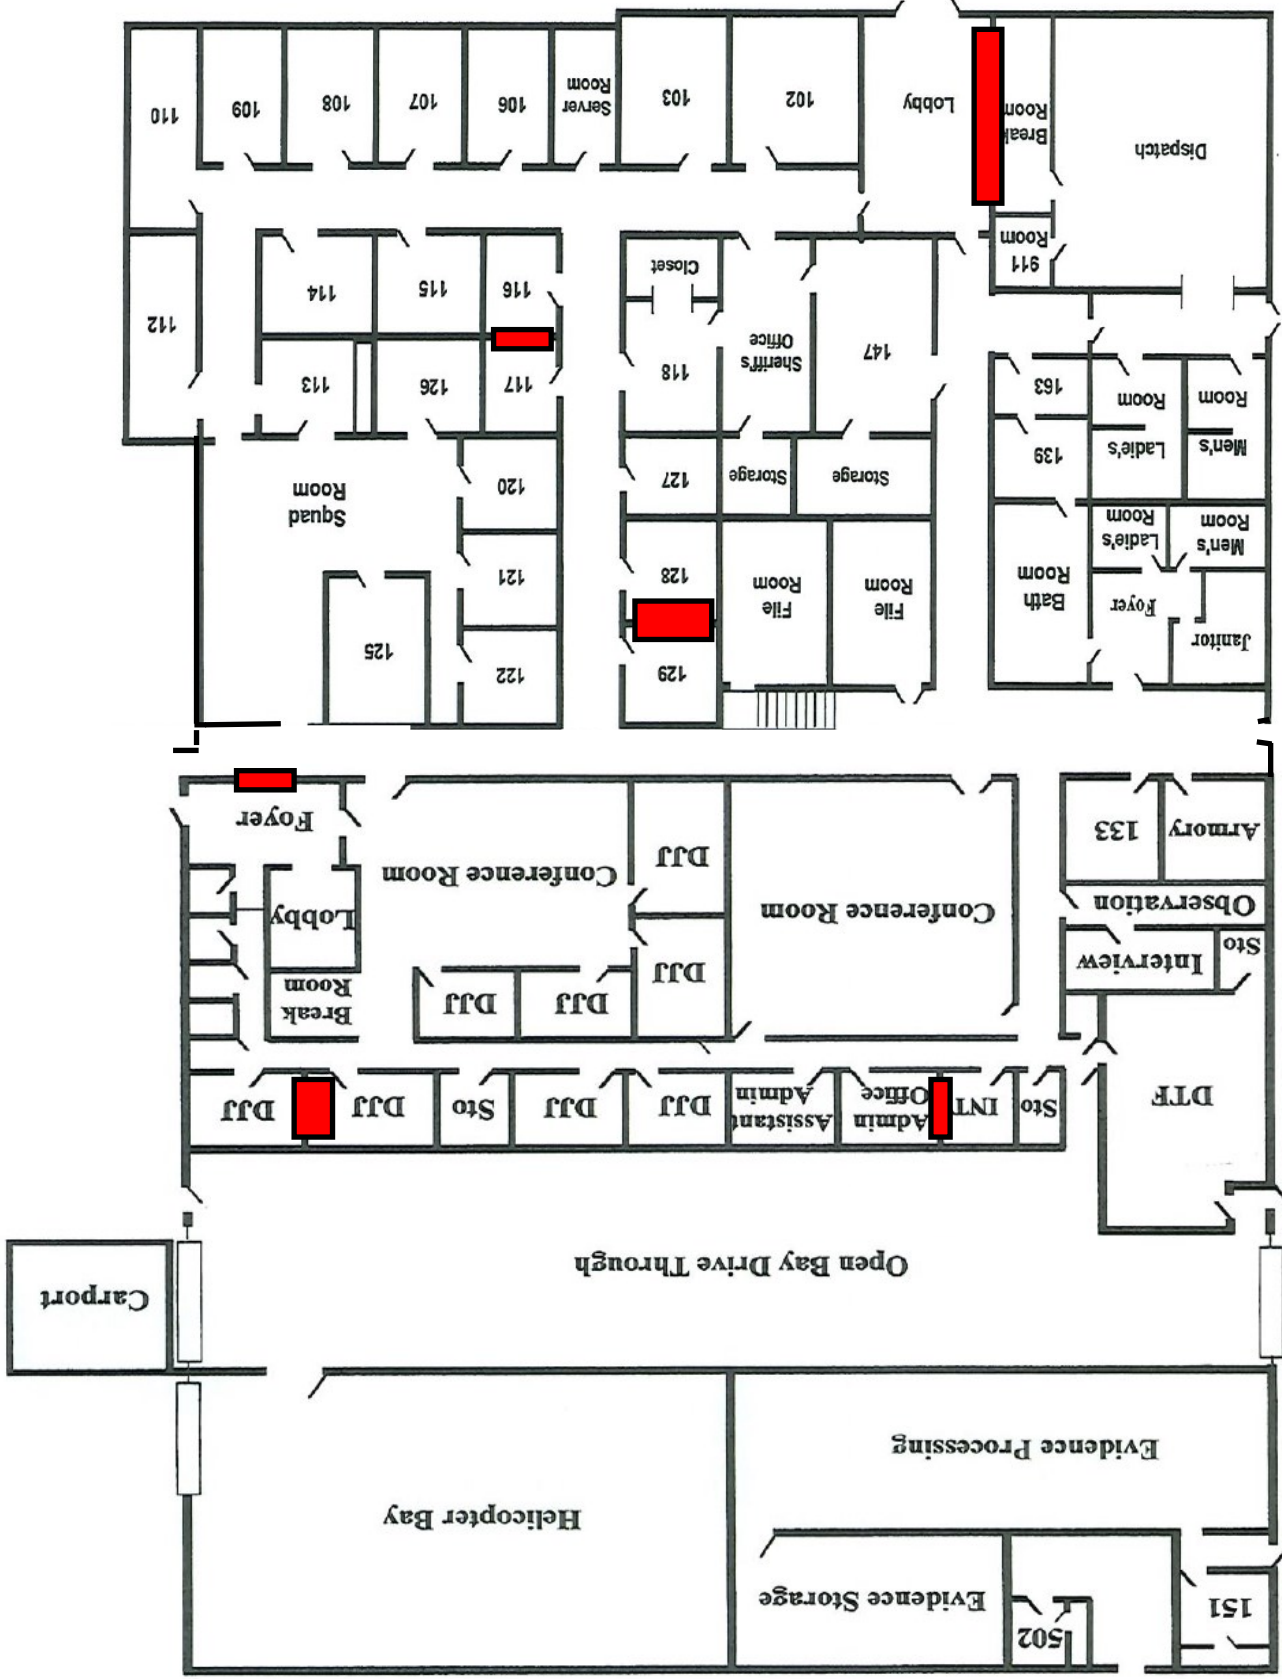 502
151
Evidence Storage
Helicopter Bay
Evidence Processing
Carport
Open Bay Drive Through
DTF
Sto
INT
Admin
Office
Assistant
Admin
DJJ
DJJ
Sto
DJJ
DJJ
Break
Room
DJJ
DJJ
DJJ
Interview
Sto
Lobby
Conference Room
Observation
Conference Room
DJJ
Armory
133
Foyer
129
122
125
Janitor
Foyer
Bath
Room
File
Room
File
Room
128
121
Men's
Room
Ladie's
Room
Squad
Room
Storage
Storage
127
120
139
Men's
Room
Ladie's
Room
163
147
Sheriff's
Office
118
117
126
113
112
116
115
114
Closet
911
Room
Dispatch
Break
Room
Lobby
102
103
Server
Room
106
107
108
109
110